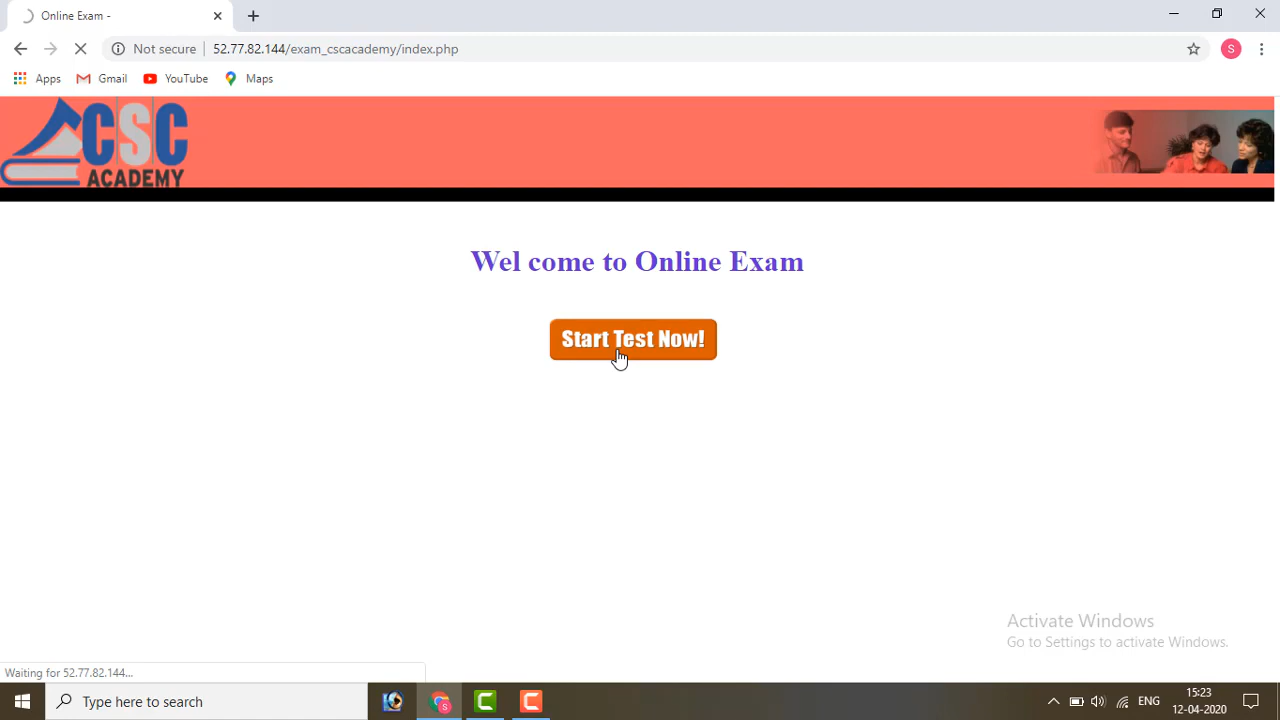 Online Exam -
Not secure 52.77.82.144/exam_cscacademy/index.php
S
Apps Gmail YouTube Maps
CSC
ACADEMY
Wel come to Online Exam
Start Test Now!
Activate Windows
Go to Settings to activate Windows.
Waiting for 52.77.82.144...
Type here to search
ENG
15:23
12-04-2020